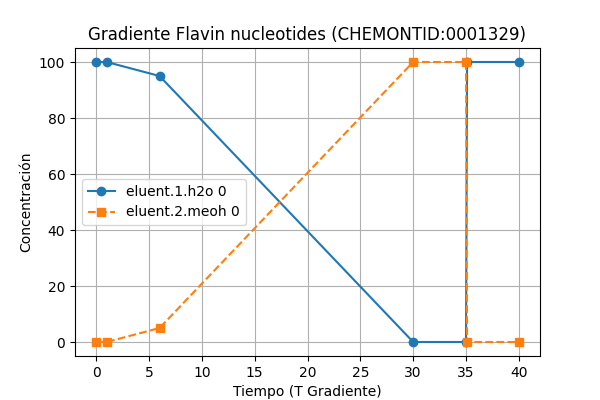 Gradiente Flavin nucleotides (CHEMONTID:0001329)
Concentración
100
80
60
40
20
0
eluent.1.h2o 0
eluent.2.meoh 0
0 5 10 15 20 25 30 35 40
Tiempo (T Gradiente)